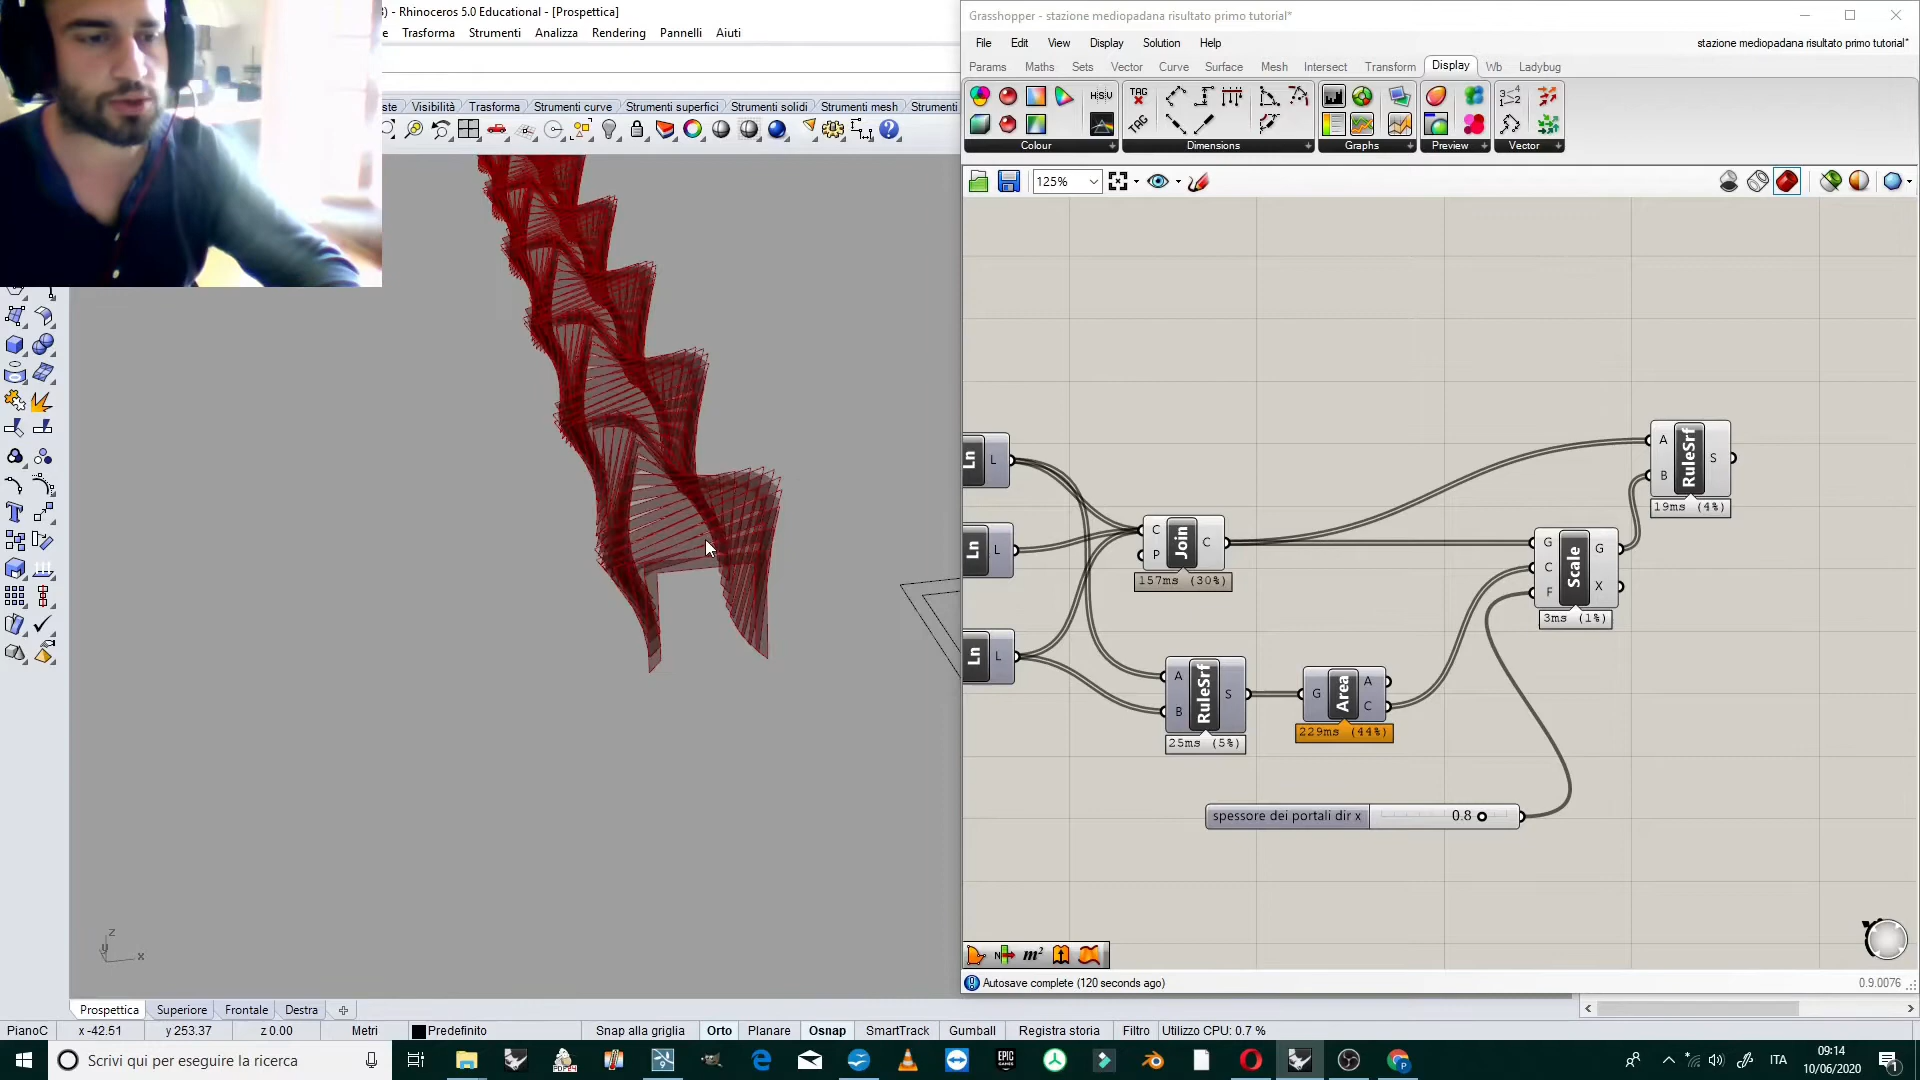 ) - Rhinoceros 5.0 Educational - [Prospettica]
e Trasforma Strumenti Analizza Rendering Pannelli Aiuti
ste Visibilità Trasforma Strumenti curve Strumenti superfici Strumenti solidi Strumenti mesh Strumenti
Grasshopper - stazione mediopadana risultato primo tutorial*
File Edit View Display Solution Help
stazione mediopadana risultato primo tutorial*
Params Maths Sets Vector Curve Surface Mesh Intersect Transform Display Wb Ladybug
Colour Dimensions Graphs Preview Vector
125%
Ln L
Ln L
Ln L
C P Join C
157ms (30%)
A B RuleSrf S
25ms (5%)
G Area A C
229ms (44%)
G C F Scale G X
3ms (1%)
A B RuleSrf S
19ms (4%)
spessore dei portali dir x 0.8
m²
Autosave complete (120 seconds ago)
0.9.0076
z
y
x
Prospettica Superiore Frontale Destra
PianoC x -42.51 y 253.37 z 0.00 Metri Predefinito Snap alla griglia Orto Planare Osnap SmartTrack Gumball Registra storia Filtro Utilizzo CPU: 0.7 %
Scrivi qui per eseguire la ricerca
ITA
09:14
10/06/2020
1